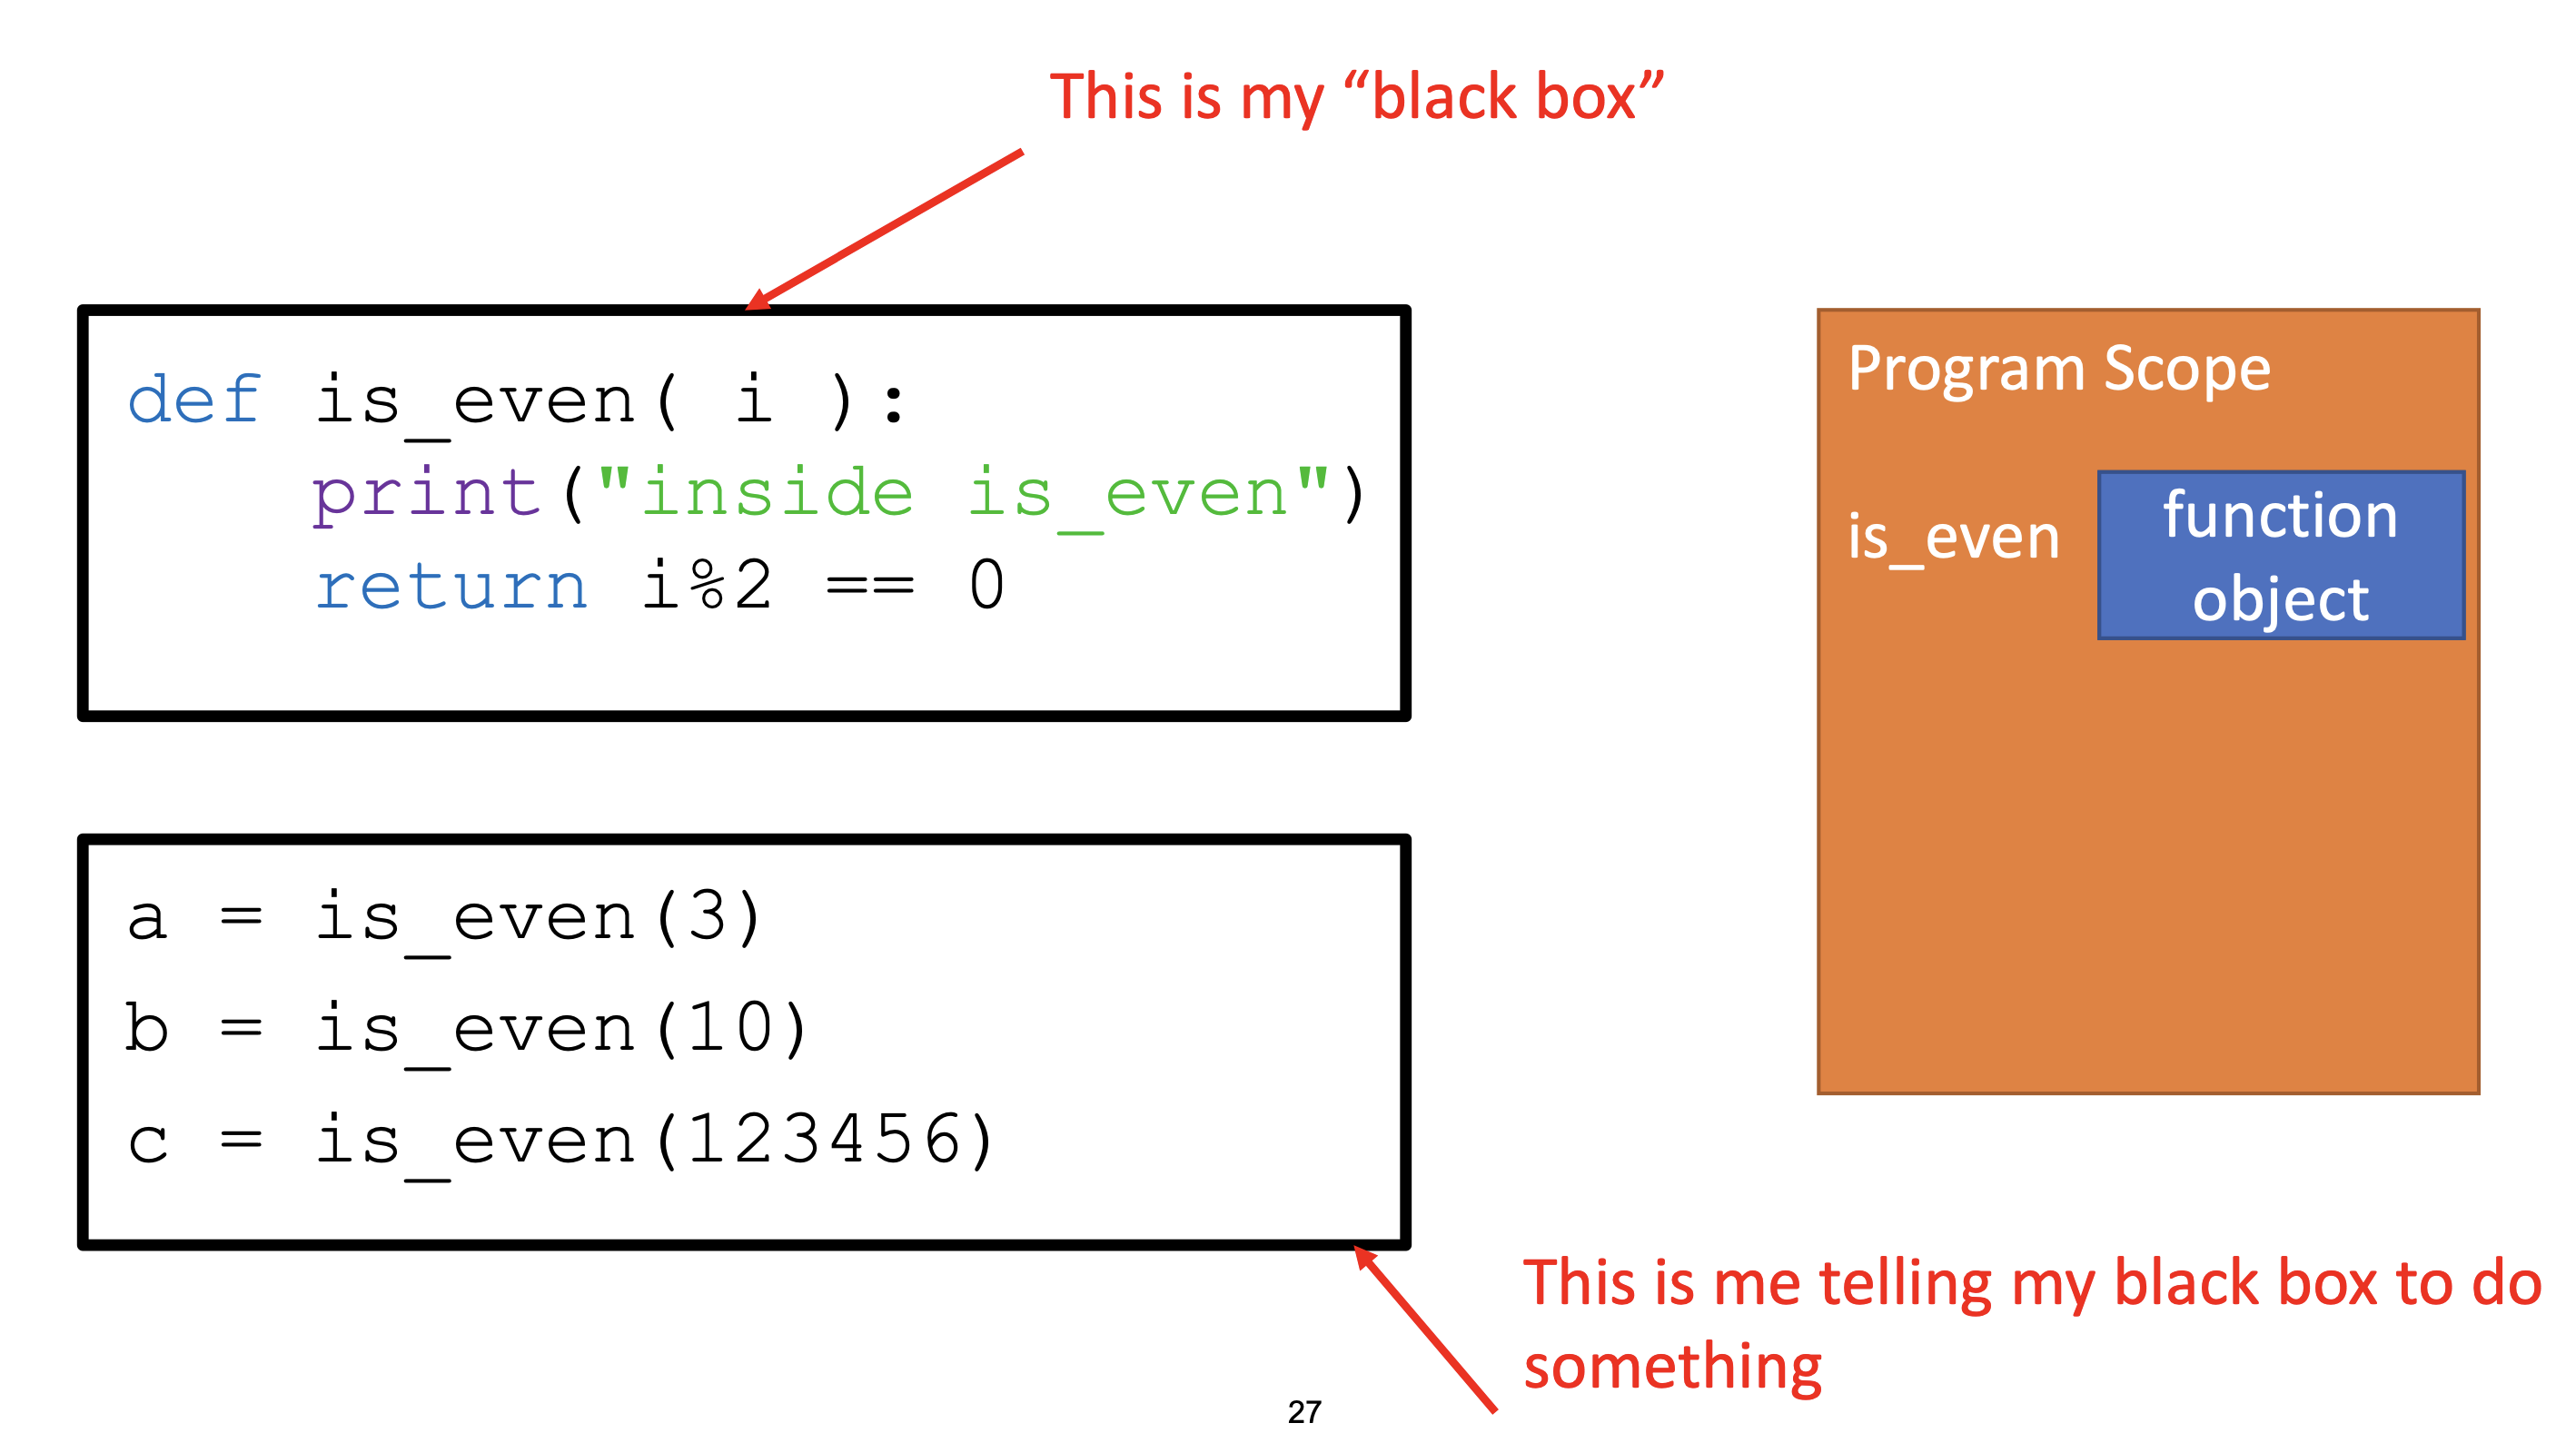 This is my “black box”
def is_even( i ):
    print("inside is_even")
    return i%2 == 0
a = is_even(3)
b = is_even(10)
c = is_even(123456)
Program Scope
is_even
function
object
This is me telling my black box to do
something
27